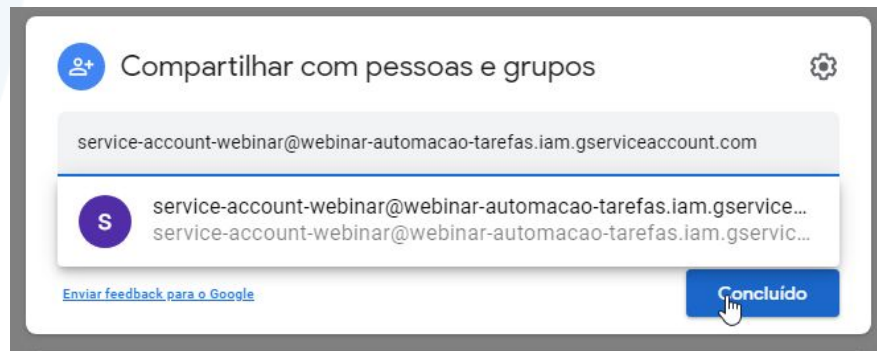 Compartilhar com pessoas e grupos
service-account-webinar@webinar-automacao-tarefas.iam.gserviceaccount.com
S
service-account-webinar@webinar-automacao-tarefas.iam.gservice...
service-account-webinar@webinar-automacao-tarefas.iam.gservic...
Enviar feedback para o Google
Concluído